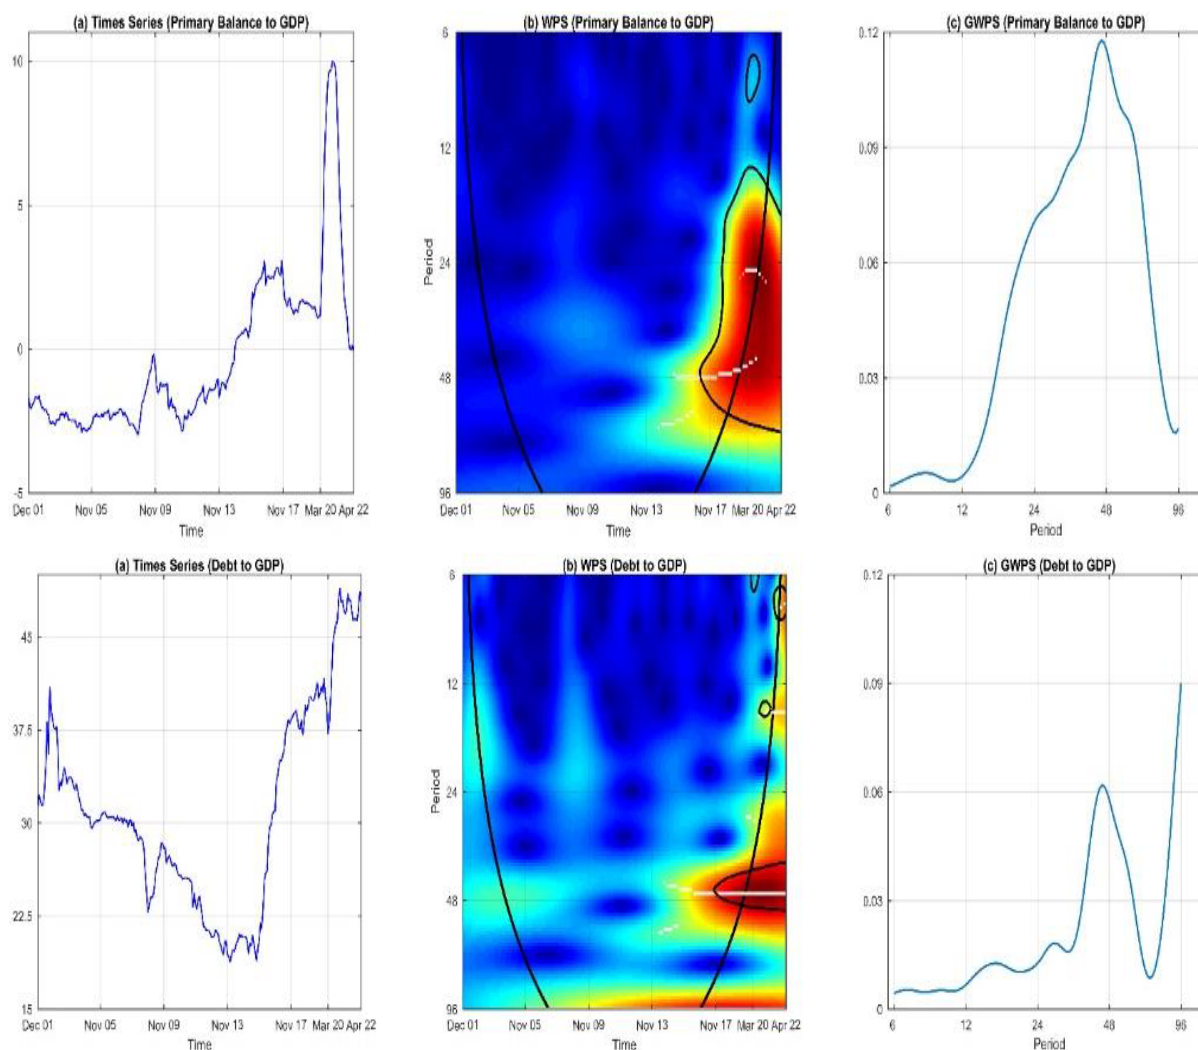 (a) Times Series (Primary Balance to GDP)
10
5
0
-5
Dec 01 Nov 05 Nov 09 Nov 13 Nov 17 Mar 20 Apr 22
Time
(b) WPS (Primary Balance to GDP)
Period
6
12
24
48
96
Dec 01 Nov 05 Nov 09 Nov 13 Nov 17 Mar 20 Apr 22
Time
(c) GWPS (Primary Balance to GDP)
0.12
0.09
0.06
0.03
0
6 12 24 48 96
Period
(a) Times Series (Debt to GDP)
45
37.5
30
22.5
15
Dec 01 Nov 05 Nov 09 Nov 13 Mar 20 Apr 22
Time
(b) WPS (Debt to GDP)
Period
6
12
24
48
96
Dec 01 Nov 05 Nov 09 Nov 13 Nov 17 Mar 20 Apr 22
Time
(c) GWPS (Debt to GDP)
0.12
0.09
0.06
0.03
0
6 12 24 48 96
Period